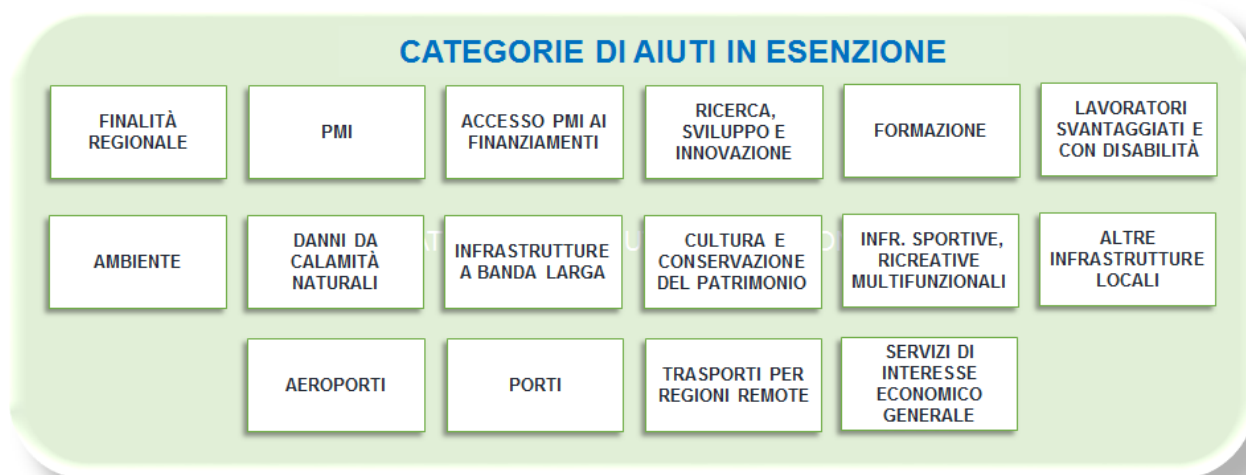 CATEGORIE DI AIUTI IN ESENZIONE
FINALITÀ
REGIONALE
PMI
ACCESSO PMI AI
FINANZIAMENTI
RICERCA,
SVILUPPO E
INNOVAZIONE
FORMAZIONE
LAVORATORI
SVANTAGGIATI E
CON DISABILITÀ
AMBIENTE
DANNI DA
CALAMITÀ
NATURALI
INFRASTRUTTURE
A BANDA LARGA
CULTURA E
CONSERVAZIONE
DEL PATRIMONIO
INFR. SPORTIVE,
RICREATIVE
MULTIFUNZIONALI
ALTRE
INFRASTRUTTURE
LOCALI
AEROPORTI
PORTI
TRASPORTI PER
REGIONI REMOTE
SERVIZI DI
INTERESSE
ECONOMICO
GENERALE